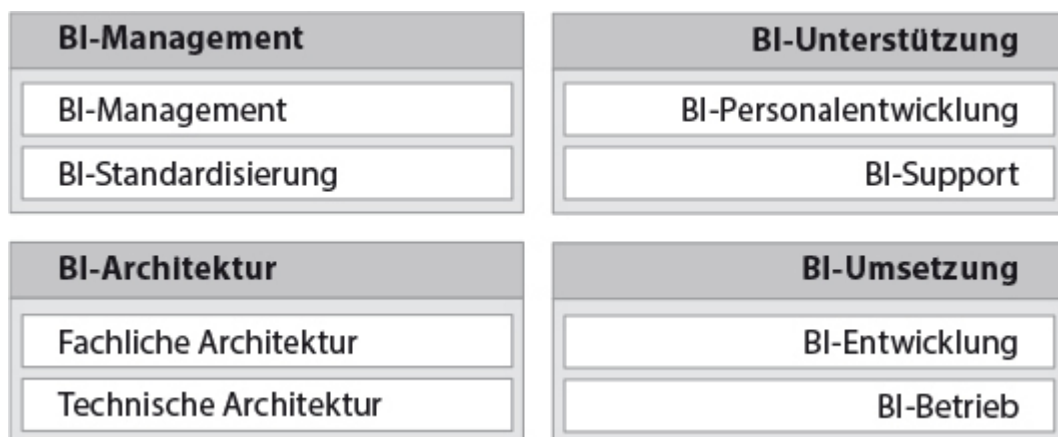 BI-Management
BI-Management
BI-Standardisierung
BI-Unterstützung
BI-Personalentwicklung
BI-Support
BI-Architektur
Fachliche Architektur
Technische Architektur
BI-Umsetzung
BI-Entwicklung
BI-Betrieb